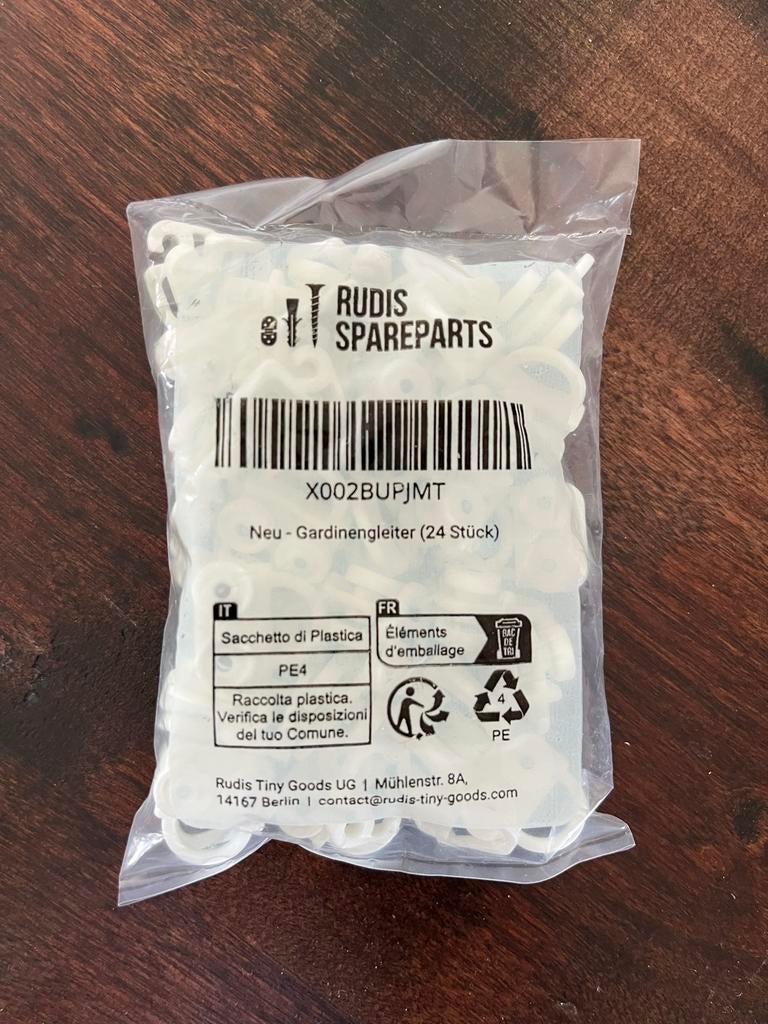 RUDIS
SPAREPARTS
X002BUPJMT
Neu - Gardinengleiter (24 Stück)
IT
Sacchetto di Plastica
PE4
Raccolta plastica.
Verifica le disposizioni
del tuo Comune.
FR
Éléments
d'emballage
BAC
DE
TRI
4
PE
Rudis Tiny Goods UG | Mühlenstr. 8A,
14167 Berlin | contact@rudis-tiny-goods.com